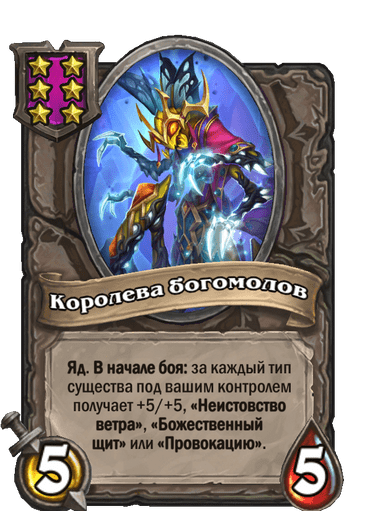 Королева богомолов
Яд. В начале боя: за каждый тип
существа под вашим контролем
получает +5/+5, «Неистовство
ветра», «Божественный
щит» или «Провокацию».
5
5